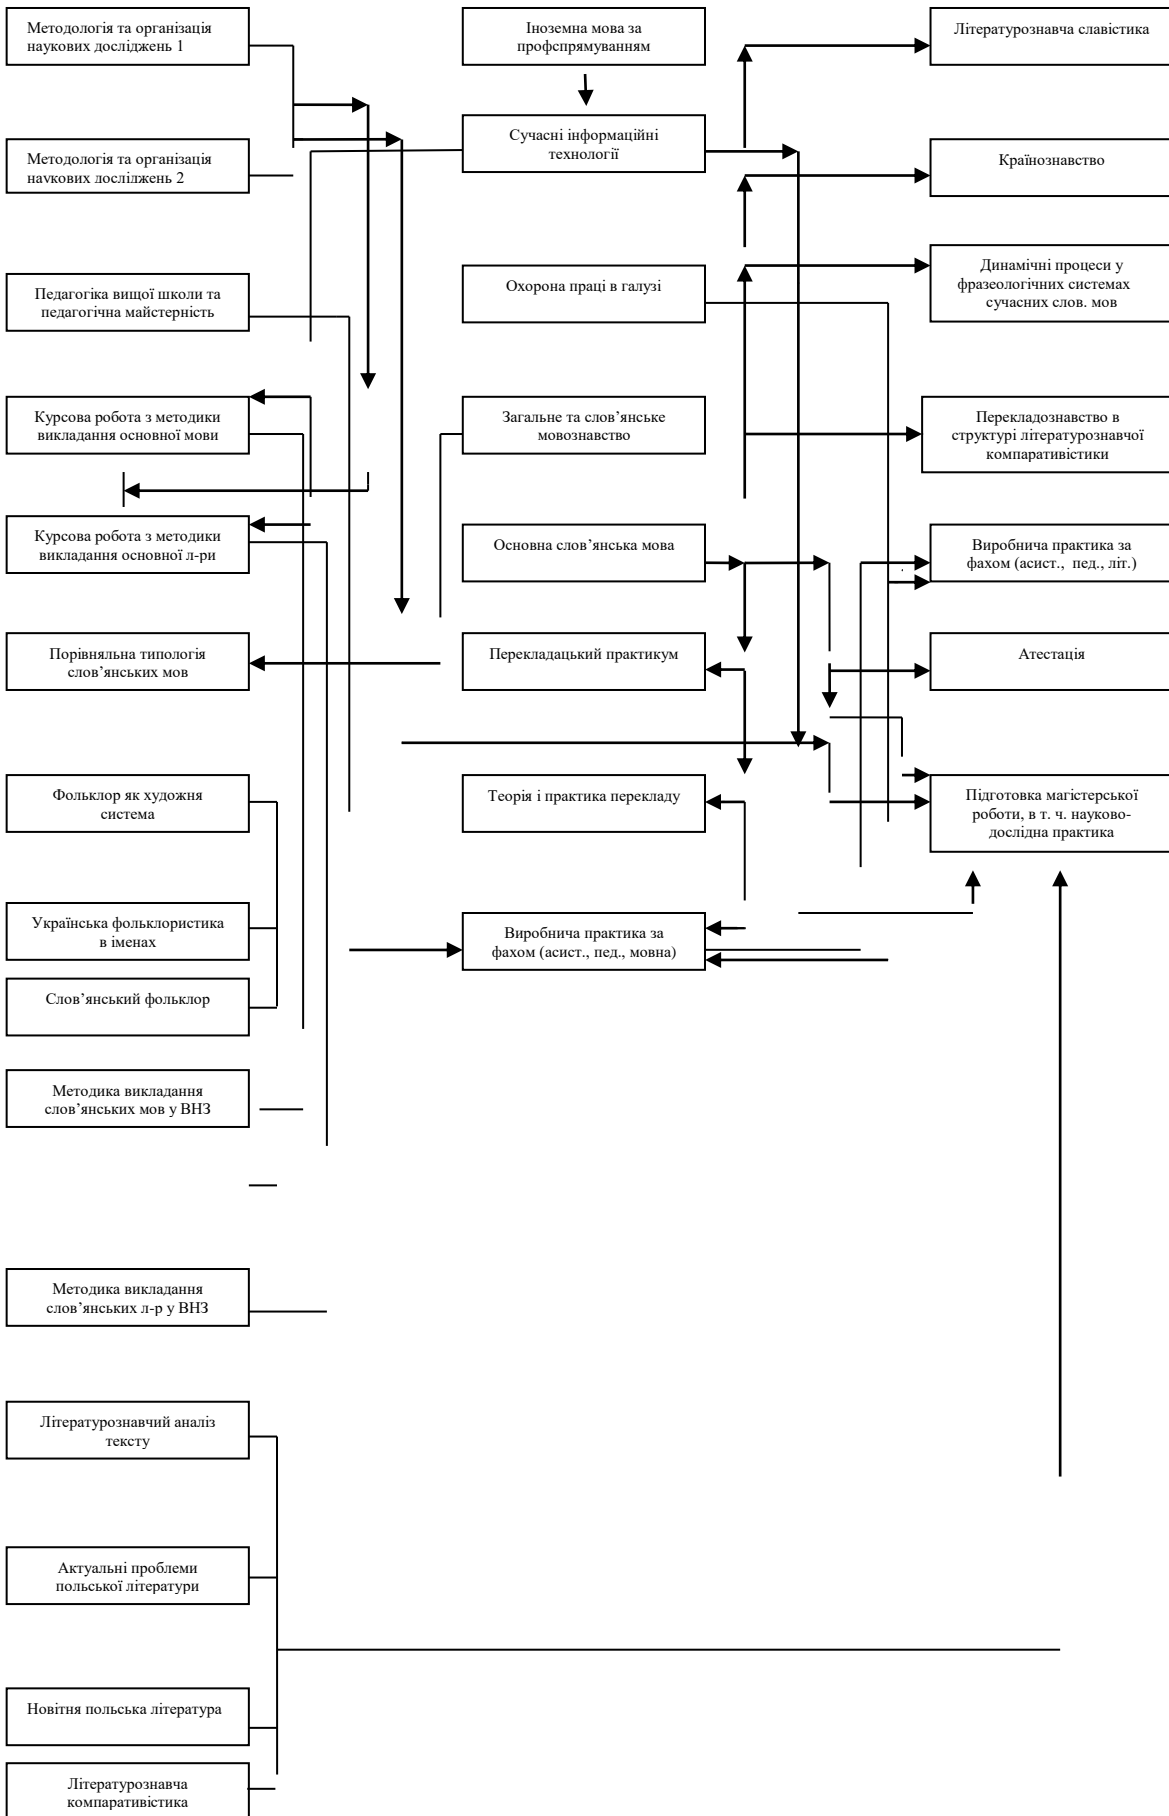 Методологія та організація
наукових досліджень 1
Методологія та організація
наукових досліджень 2
Педагогіка вищої школи та
педагогічна майстерність
Курсова робота з методики
викладання основної мови
Курсова робота з методики
викладання основної л-ри
Порівняльна типологія
слов’янських мов
Фольклор як художня
система
Українська фольклористика
в іменах
Слов’янський фольклор
Методика викладання
слов’янських мов у ВНЗ
Методика викладання
слов’янських л-р у ВНЗ
Літературознавчий аналіз
тексту
Актуальні проблеми
польської літератури
Новітня польська література
Літературознавча
компаративістика
Іноземна мова за
профспрямуванням
Сучасні інформаційні
технології
Охорона праці в галузі
Загальне та слов’янське
мовознавство
Основна слов’янська мова
Перекладацький практикум
Теорія і практика перекладу
Виробнича практика за
фахом (асист., пед., мовна)
Літературознавча славістика
Країнознавство
Динамічні процеси у
фразеологічних системах
сучасних слов. мов
Перекладознавство в
структурі літературознавчої
компаративістики
Виробнича практика за
фахом (асист., пед., літ.)
Атестація
Підготовка магістерської
роботи, в т. ч. науково-
дослідна практика